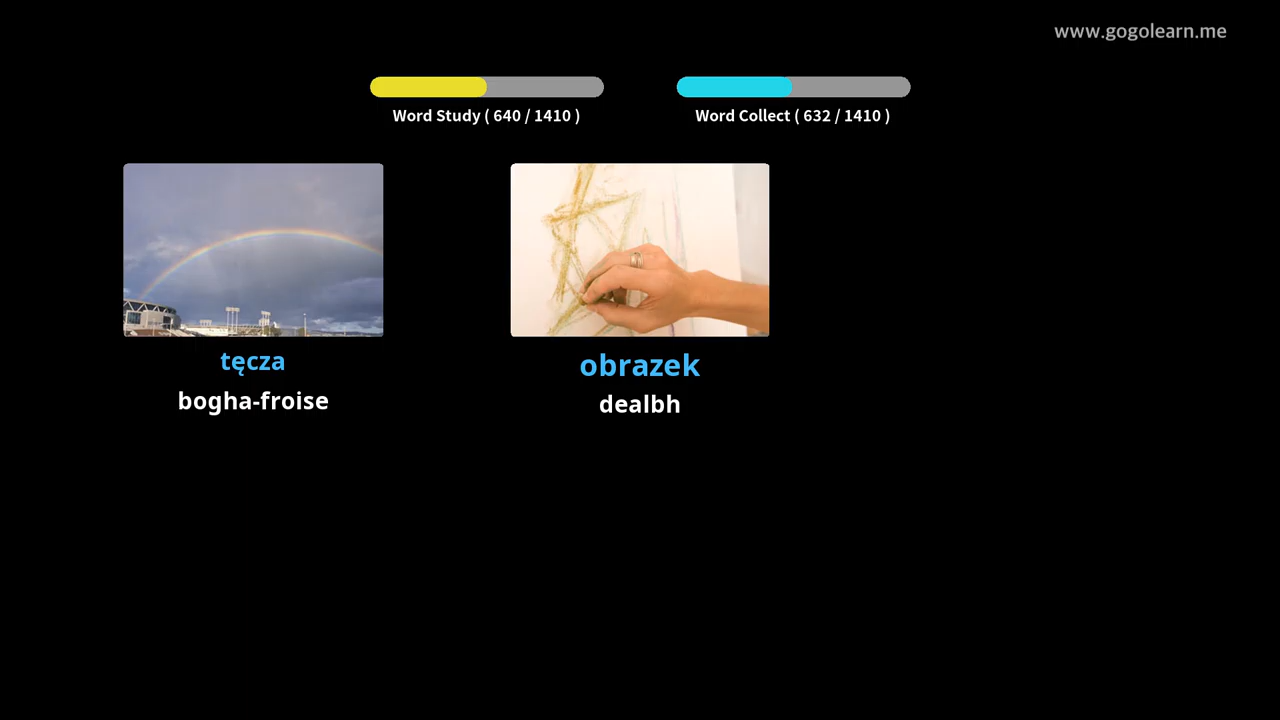 www.gogolearn.me
Word Study ( 640 / 1410 )
Word Collect ( 632 / 1410 )
tęcza
bogha-froise
obrazek
dealbh